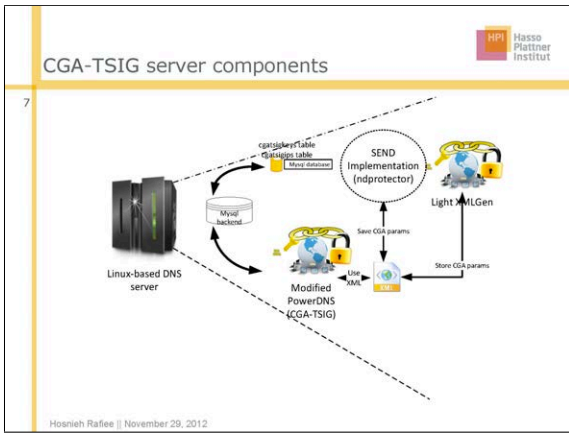 HPI Hasso
Plattner
Institut
CGA-TSIG server components
7
cgatsigkeys table
cgatsigips table
Mysql database
SEND
Implementation
(ndprotector)
Light XMLGen
Mysql
backend
Save CGA params
Linux-based DNS
server
Modified
PowerDNS
(CGA-TSIG)
Use
XML
XML
Store CGA params
Hosnieh Rafiee || November 29, 2012